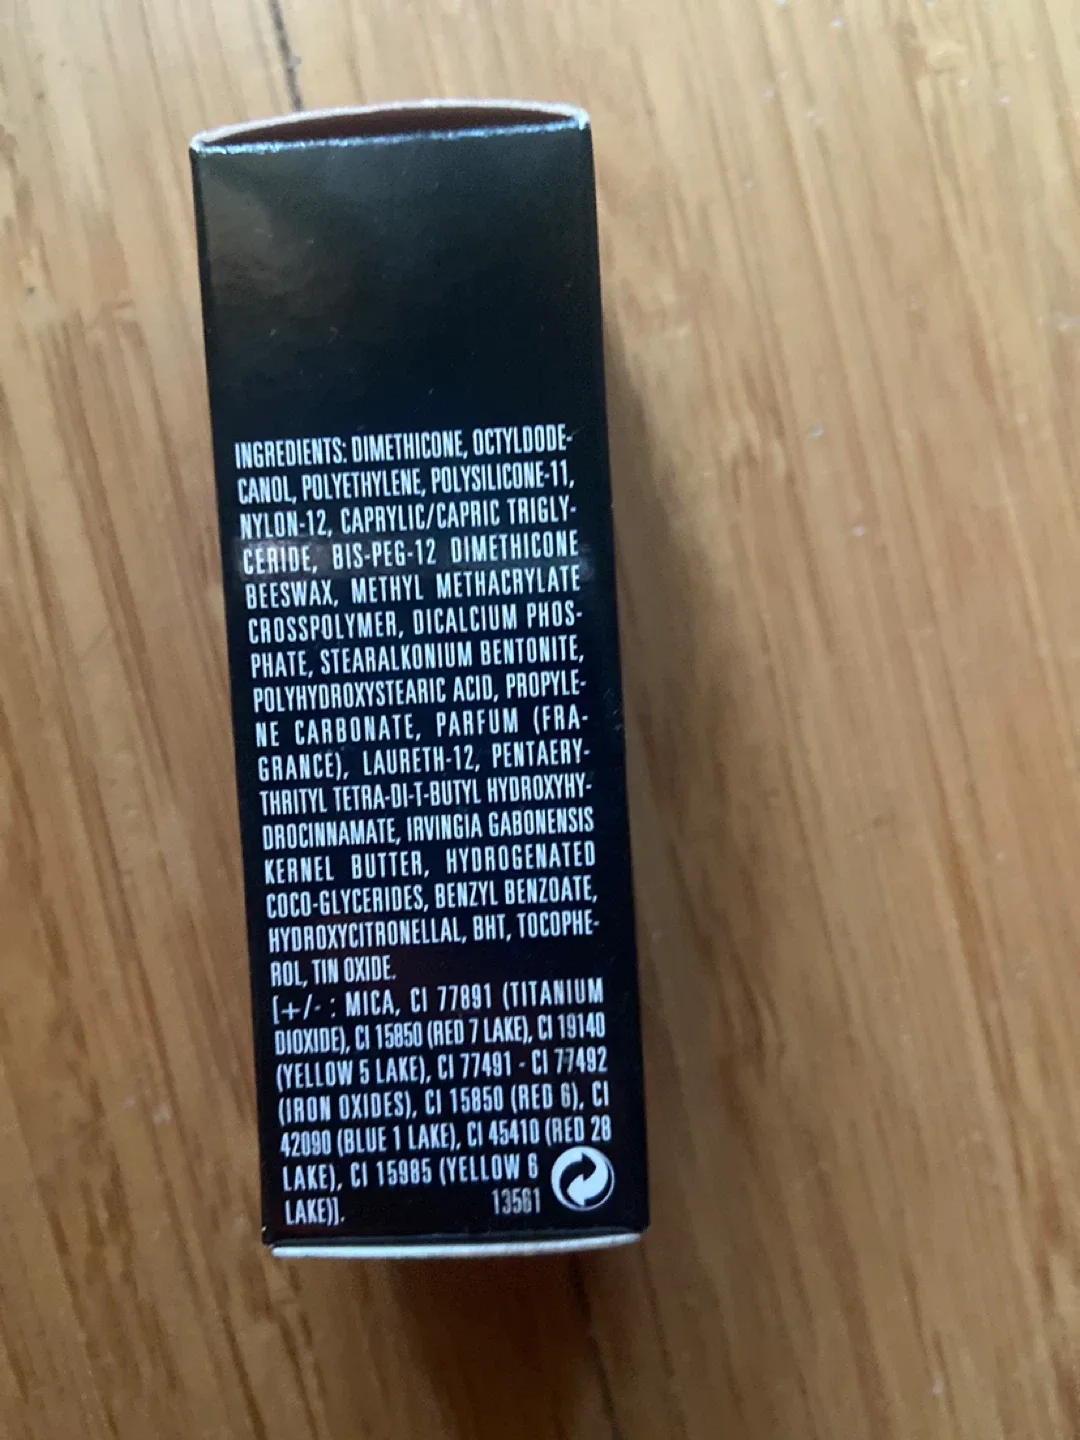 INGREDIENTS: DIMETHICONE, OCTYLDODE-
CANOL, POLYETHYLENE, POLYSILICONE-11,
NYLON-12, CAPRYLIC/CAPRIC TRIGLY-
CERIDE, BIS-PEG-12 DIMETHICONE
BEESWAX, METHYL METHACRYLATE
CROSSPOLYMER, DICALCIUM PHOS-
PHATE, STEARALKONIUM BENTONITE,
POLYHYDROXYSTEARIC ACID, PROPYLE-
NE CARBONATE, PARFUM (FRA-
GRANCE), LAURETH-12, PENTAERY-
THRITYL TETRA-DI-T-BUTYL HYDROXYHY-
DROCINNAMATE, IRVINGIA GABONENSIS
KERNEL BUTTER, HYDROGENATED
COCO-GLYCERIDES, BENZYL BENZOATE,
HYDROXYCITRONELLAL, BHT, TOCOPHE-
ROL, TIN OXIDE.
[+/- : MICA, CI 77891 (TITANIUM
DIOXIDE), CI 15850 (RED 7 LAKE), CI 19140
(YELLOW 5 LAKE), CI 77491 - CI 77492
(IRON OXIDES), CI 15850 (RED 6), CI
42090 (BLUE 1 LAKE), CI 45410 (RED 28
LAKE), CI 15985 (YELLOW 6
LAKE)]. 13561